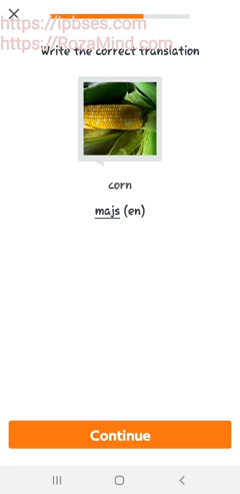 https://ipbses.com
https://RozaMind.com
Write the correct translation
corn
majs (en)
Continue